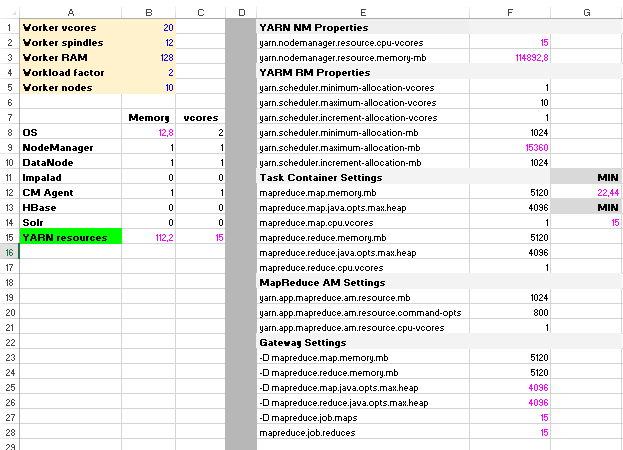 A B C D E F G
1 Worker vcores 20 YARN NM Properties
2 Worker spindles 12 yarn.nodemanager.resource.cpu-vcores 15
3 Worker RAM 128 yarn.nodemanager.resource.memory-mb 114892,8
4 Workload factor 2 YARM RM Properties
5 Worker nodes 10 yarn.scheduler.minimum-allocation-vcores 1
6 yarn.scheduler.maximum-allocation-vcores 10
7 Memory vcores yarn.scheduler.increment-allocation-vcores 1
8 OS 12,8 2 yarn.scheduler.minimum-allocation-mb 1024
9 NodeManager 1 1 yarn.scheduler.maximum-allocation-mb 15360
10 DataNode 1 1 yarn.scheduler.increment-allocation-mb 1024
11 Impalad 0 0 Task Container Settings MIN
12 CM Agent 1 1 mapreduce.map.memory.mb 5120 22,44
13 HBase 0 0 mapreduce.map.java.opts.max.heap 4096 MIN
14 Solr 0 0 mapreduce.map.cpu.vcores 1 15
15 YARN resources 112,2 15 mapreduce.reduce.memory.mb 5120
16 mapreduce.reduce.java.opts.max.heap 4096
17 mapreduce.reduce.cpu.vcores 1
18 MapReduce AM Settings
19 yarn.app.mapreduce.am.resource.mb 1024
20 yarn.app.mapreduce.am.resource.command-opts 800
21 yarn.app.mapreduce.am.resource.cpu-vcores 1
22 Gateway Settings
23 -D mapreduce.map.memory.mb 5120
24 -D mapreduce.reduce.memory.mb 5120
25 -D mapreduce.map.java.opts.max.heap 4096
26 -D mapreduce.reduce.java.opts.max.heap 4096
27 -D mapreduce.job.maps 15
28 mapreduce.job.reduces 15
29